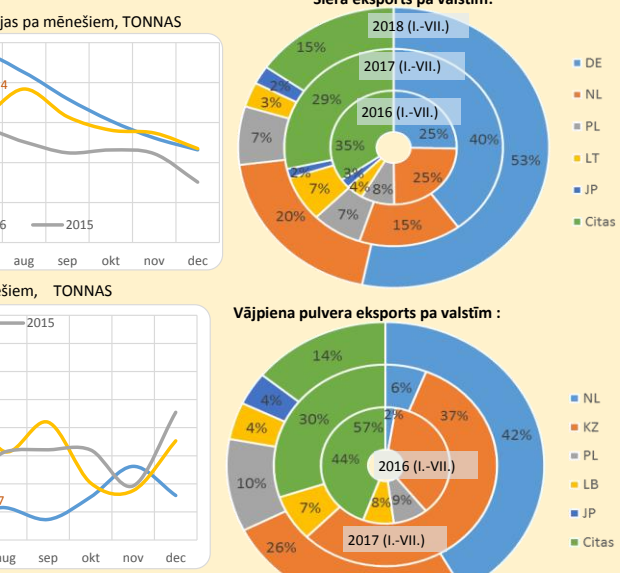 Siera eksports pa valstīm:
jas pa mēnešiem, TONNAS
4
6
2015
aug sep okt nov dec
2018 (I.-VII.)
2017 (I.-VII.)
2016 (I.-VII.)
15%
2%
3%
7%
20%
53%
29%
2%
7%
7%
15%
40%
35%
3%
4%
8%
25%
25%
DE
NL
PL
LT
JP
Citas
ešiem, TONNAS
2015
7
aug sep okt nov dec
Vājpiena pulvera eksports pa valstīm :
14%
4%
4%
10%
26%
42%
30%
7%
6%
37%
57%
2%
44%
8%
9%
2016 (I.-VII.)
2017 (I.-VII.)
NL
KZ
PL
LB
JP
Citas